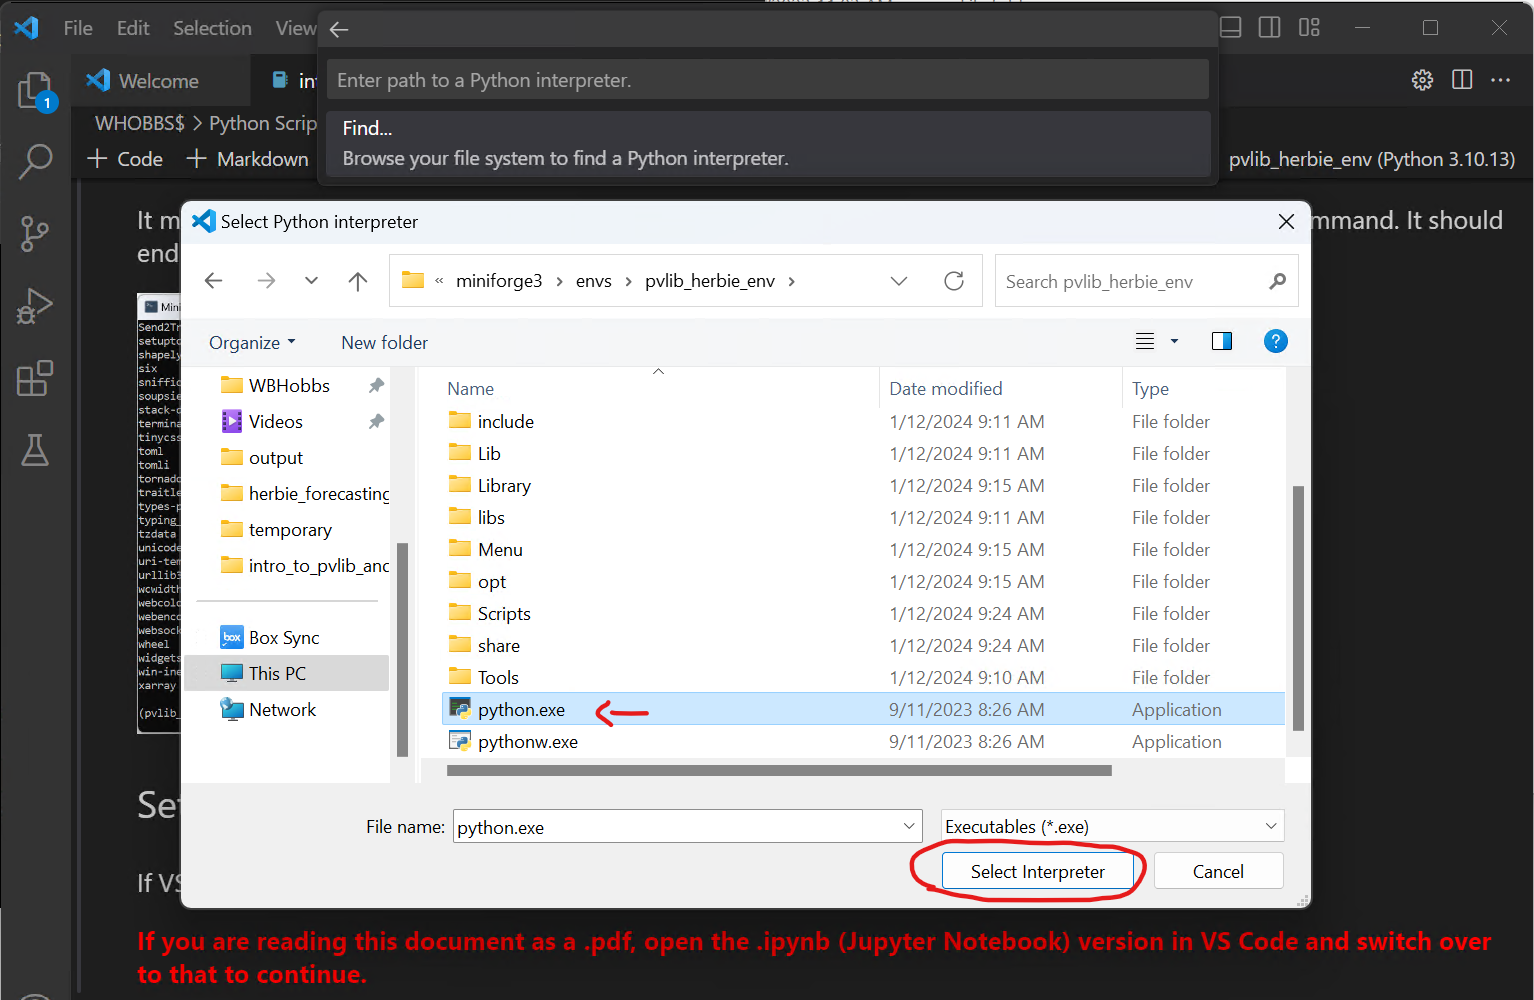 File Edit Selection View
Enter path to a Python interpreter.
1
Welcome
int
WHOBBS$ > Python Scrip
Find...
Browse your file system to find a Python interpreter.
+ Code + Markdown
pvlib_herbie_env (Python 3.10.13)
It m
mmand. It should
end
Select Python interpreter
« miniforge3 > envs > pvlib_herbie_env >
Search pvlib_herbie_env
Organize
New folder
?
Name Date modified Type
WBHobbs
Videos
output
herbie_forecasting
temporary
intro_to_pvlib_and
Box Sync
This PC
Network
include 1/12/2024 9:11 AM File folder
Lib 1/12/2024 9:11 AM File folder
Library 1/12/2024 9:15 AM File folder
libs 1/12/2024 9:11 AM File folder
Menu 1/12/2024 9:15 AM File folder
opt 1/12/2024 9:15 AM File folder
Scripts 1/12/2024 9:24 AM File folder
share 1/12/2024 9:24 AM File folder
Tools 1/12/2024 9:10 AM File folder
python.exe 9/11/2023 8:26 AM Application
pythonw.exe 9/11/2023 8:26 AM Application
File name: python.exe
Executables (*.exe)
Select Interpreter
Cancel
Mini
Send2Tr
setupto
shapely
six
sniffio
soupsie
stack-d
termina
tinycss
toml
tomli
tornado
traitle
types-p
typing_
tzdata
unicode
uri-tem
urllib3
wcwidth
webcolo
webenco
websock
wheel
widgets
win-ine
xarray
(pvlib_
Set
If VS
If you are reading this document as a .pdf, open the .ipynb (Jupyter Notebook) version in VS Code and switch over
to that to continue.